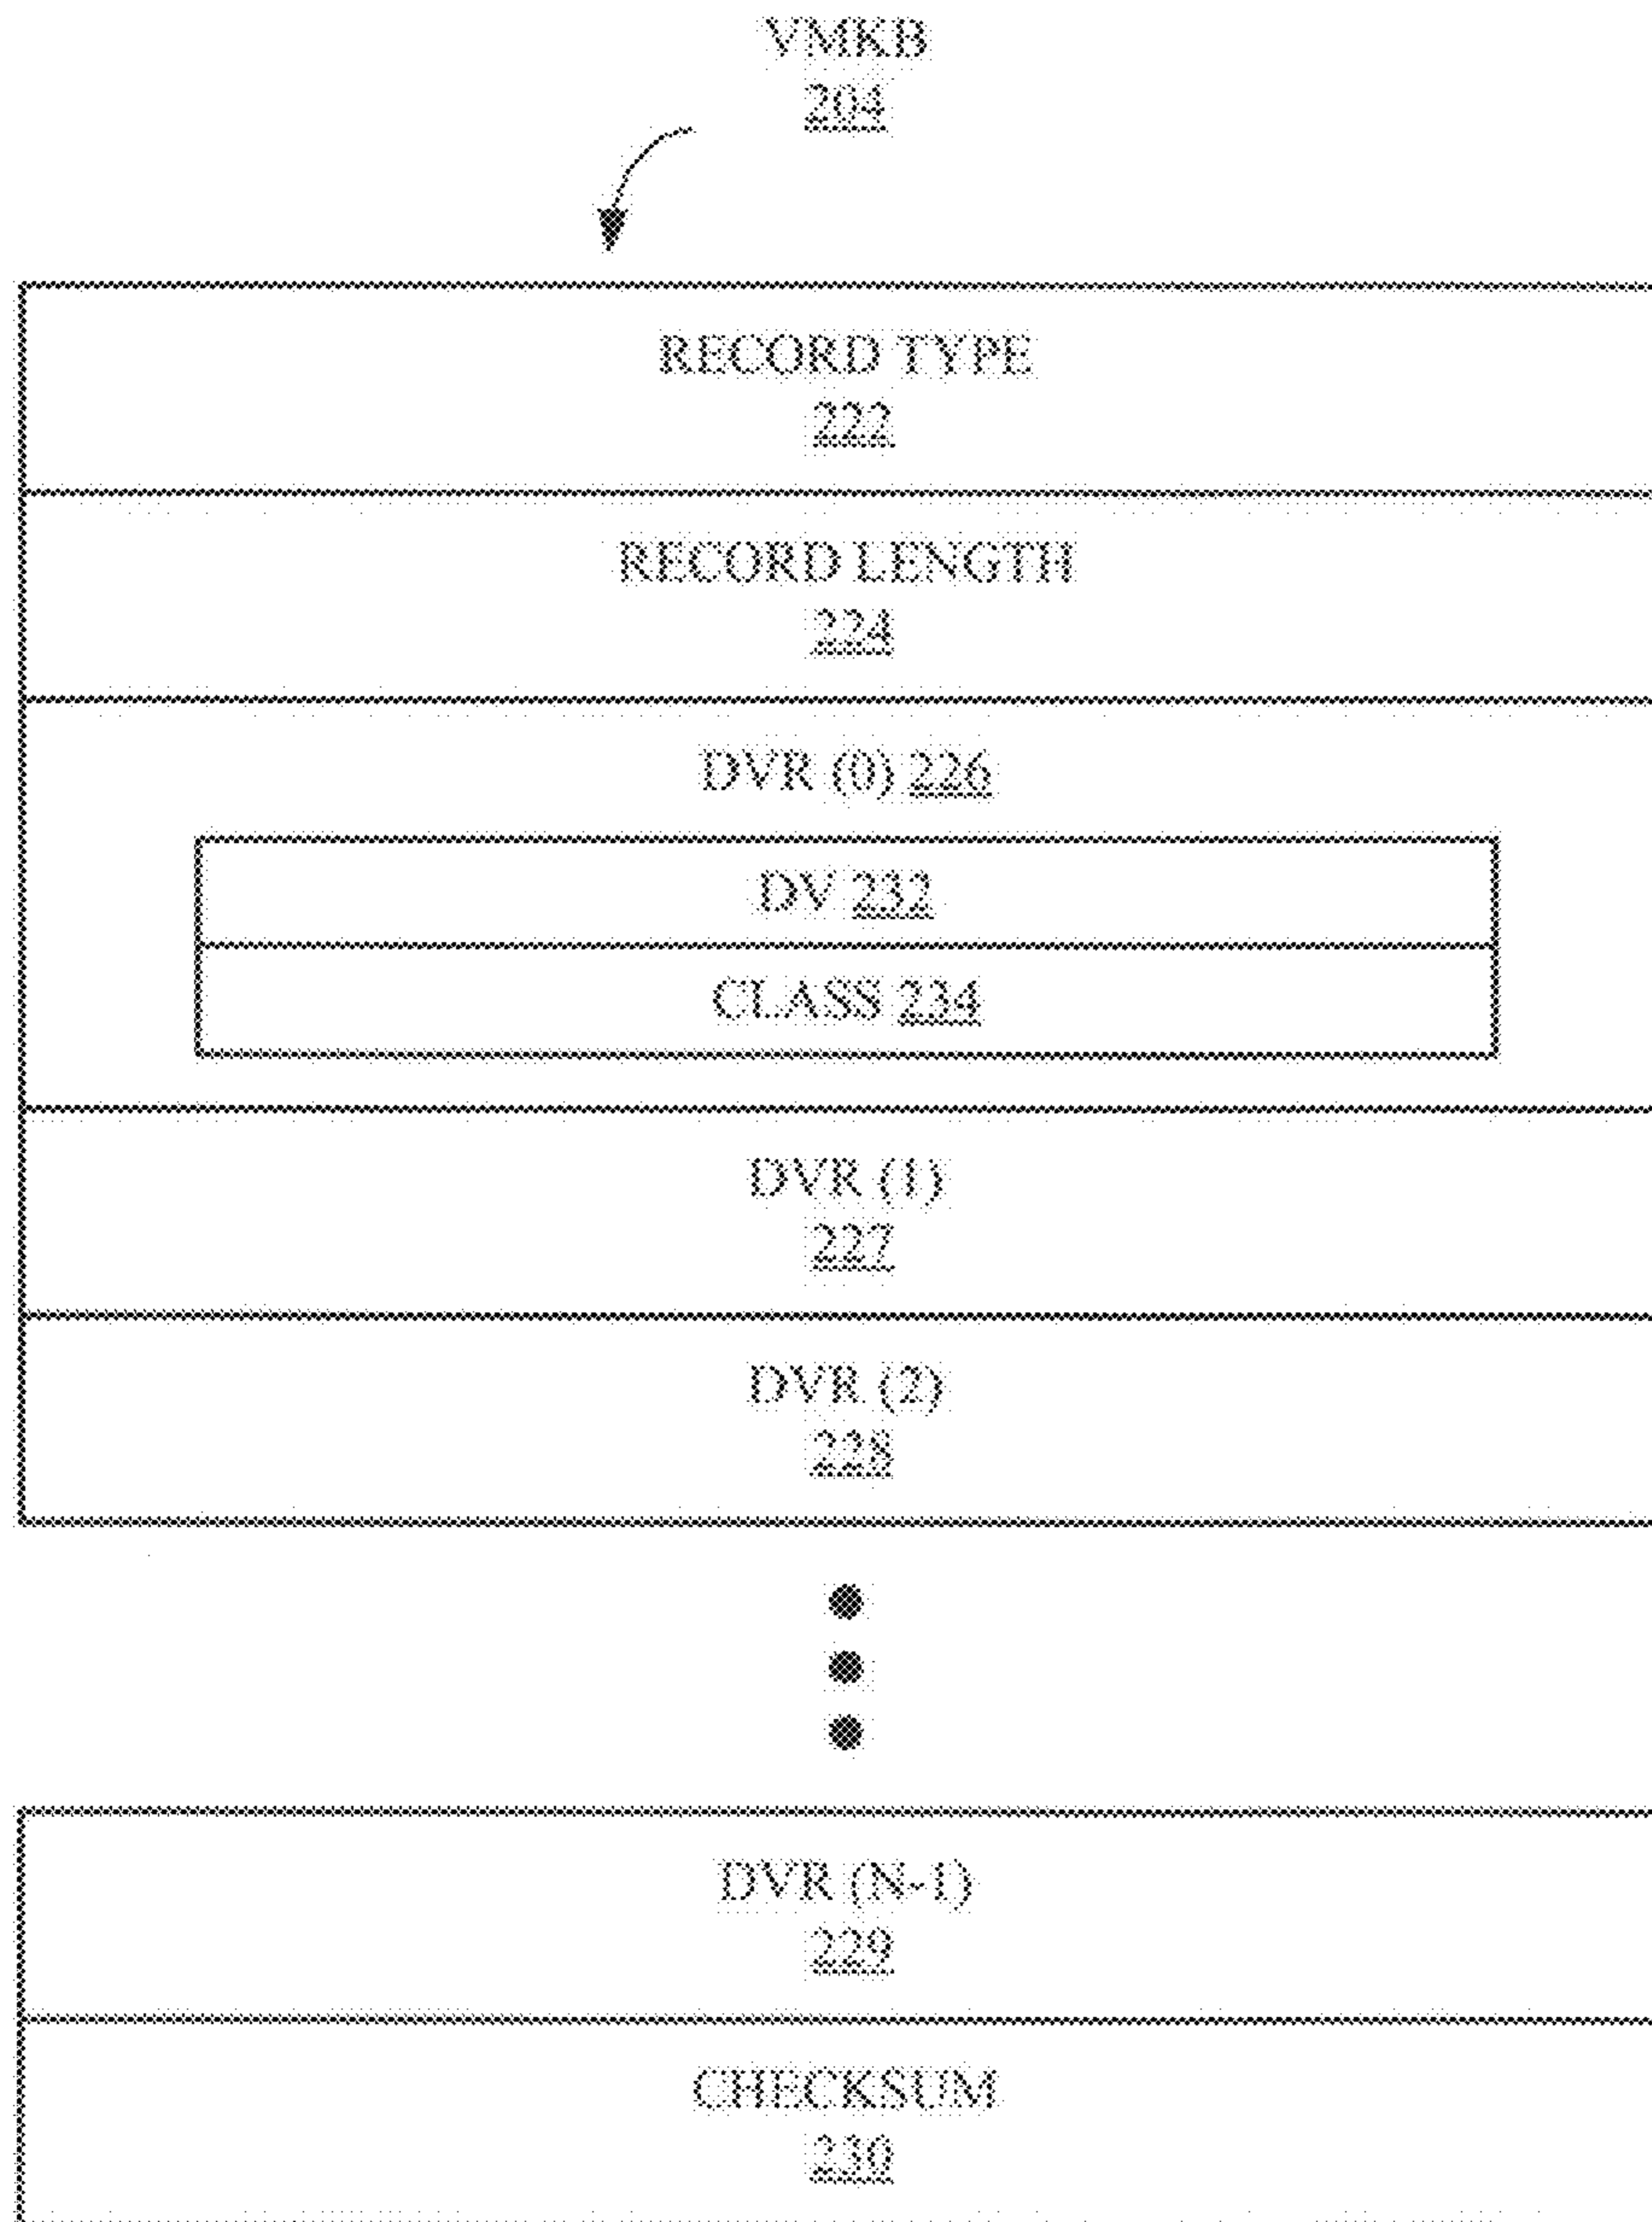 VMKB
204
RECORD TYPE
222
RECORD LENGTH
224
DVR (0) 226
DV 232
CLASS 234
DVR (1)
227
DVR (2)
228
DVR (N-1)
229
CHECKSUM
230